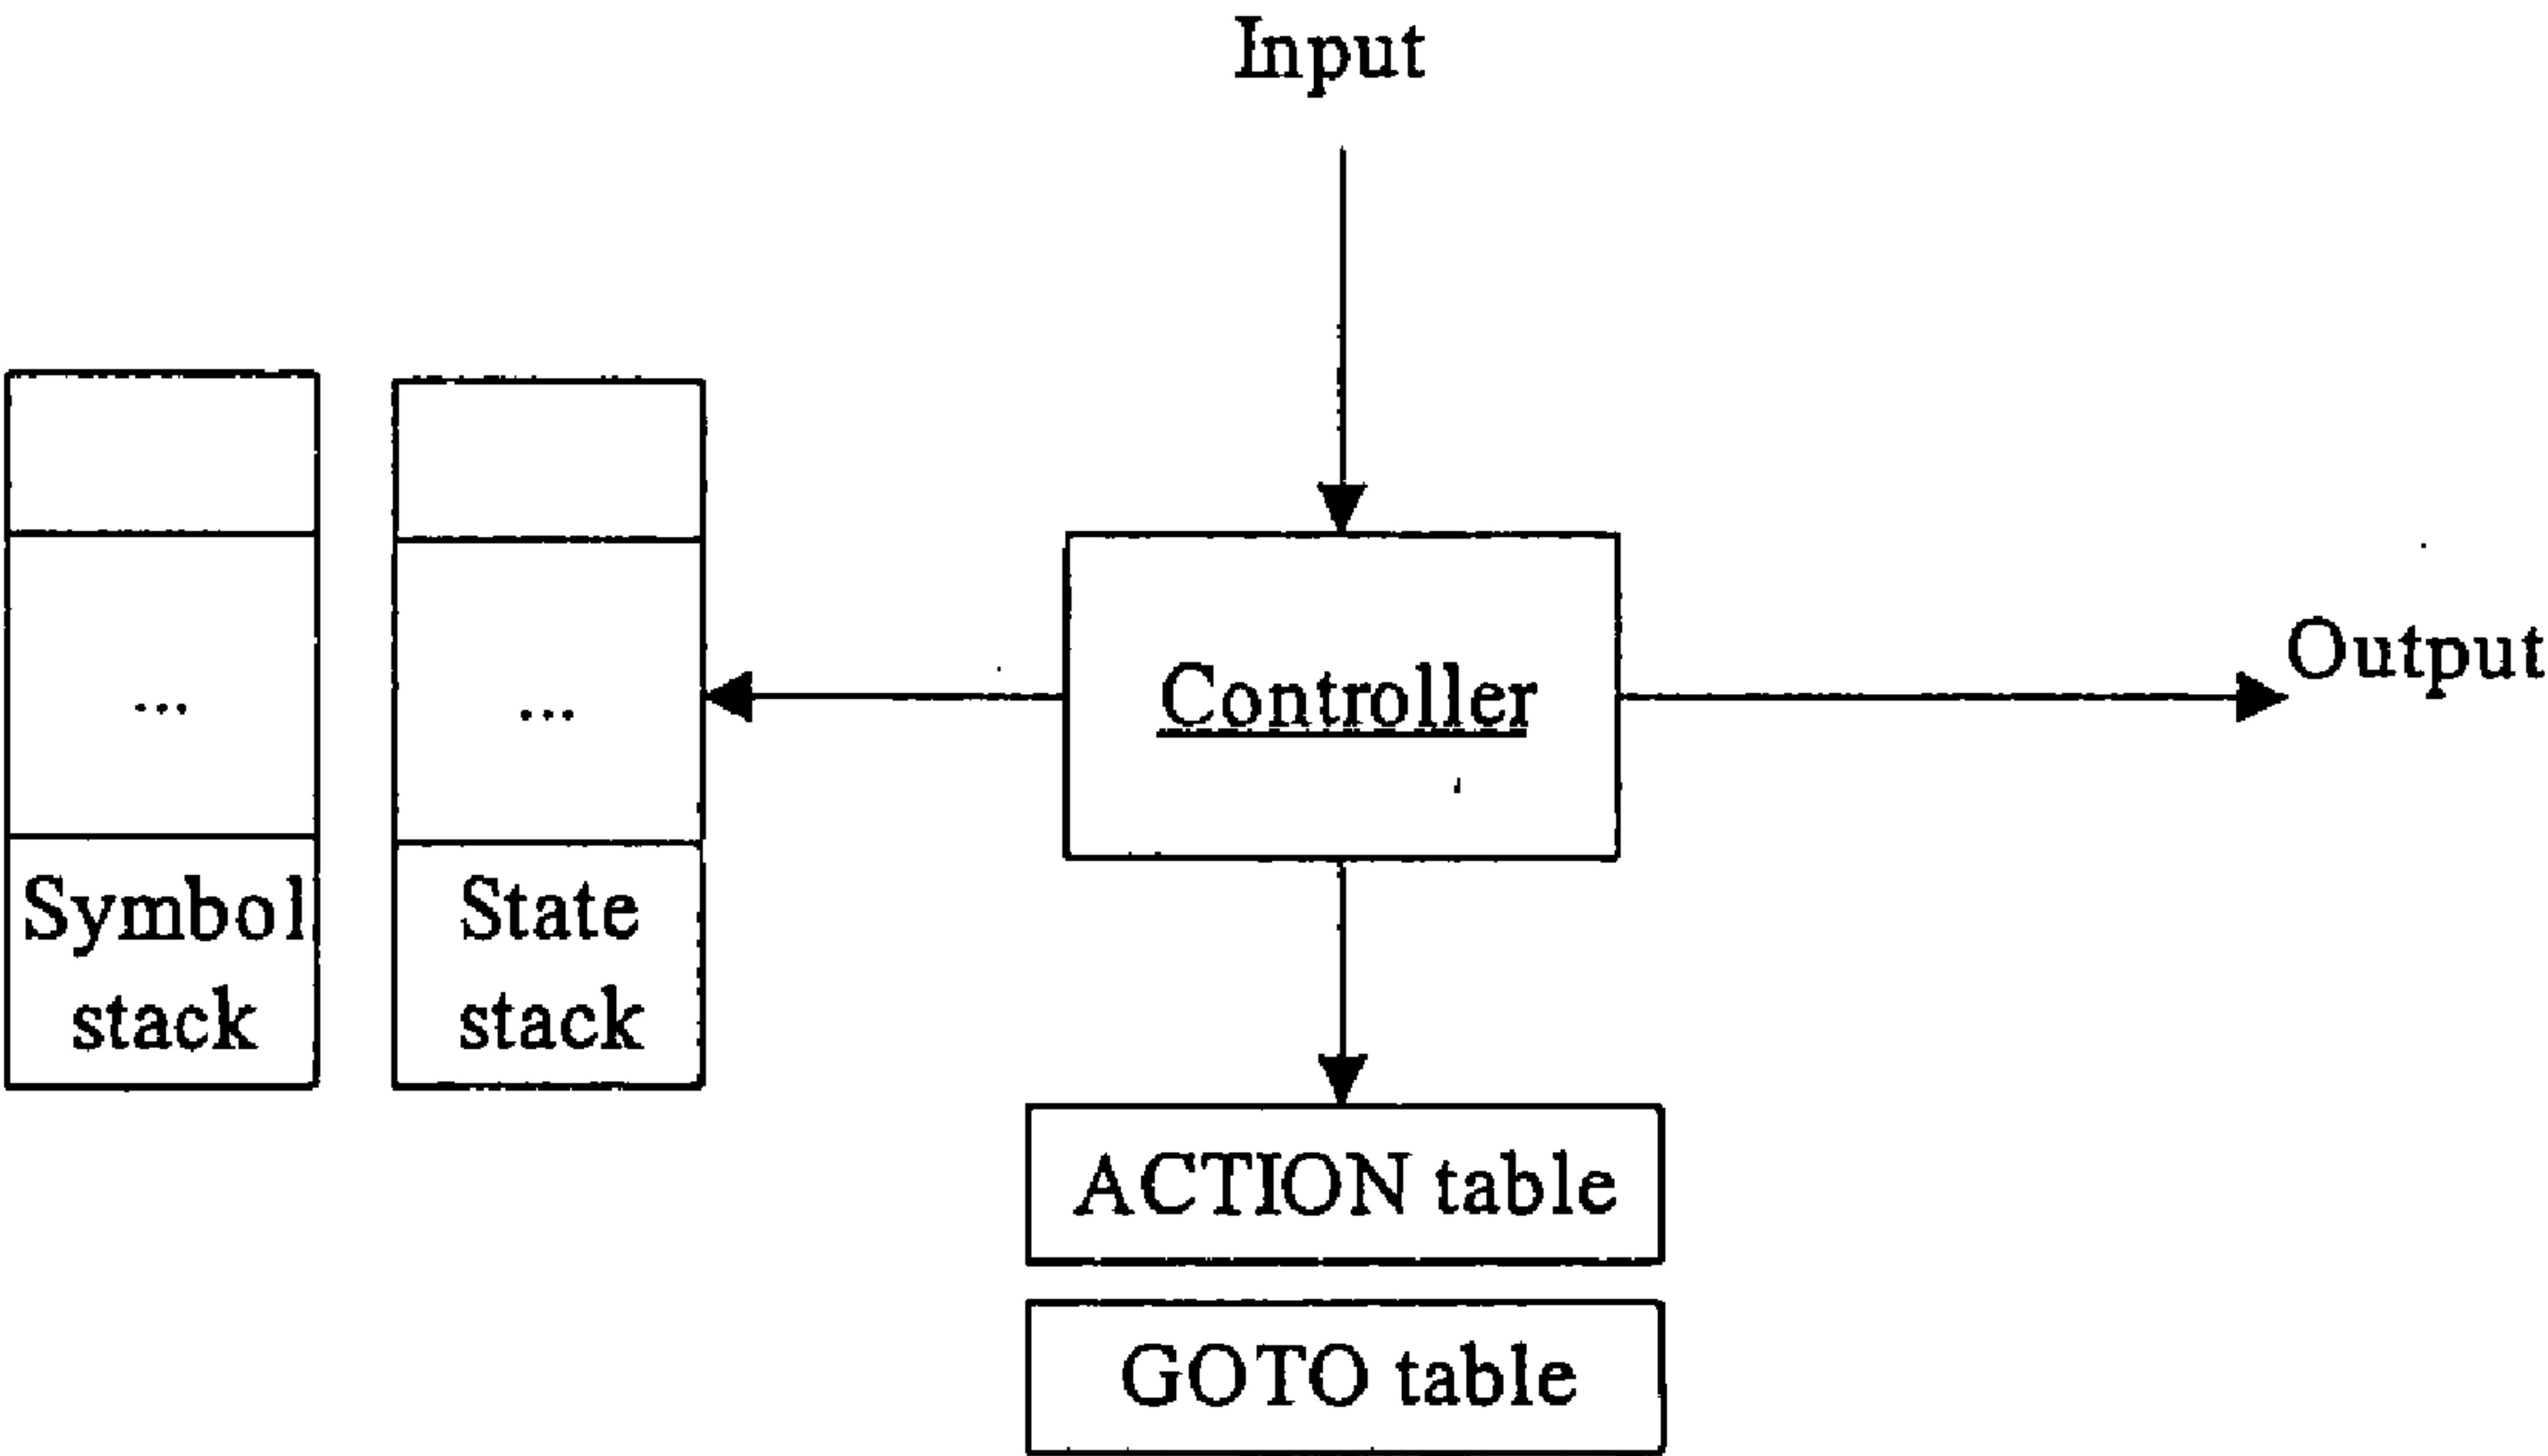 Input
...
...
Controller
Output
Symbol
stack
State
stack
ACTION table
GOTO table